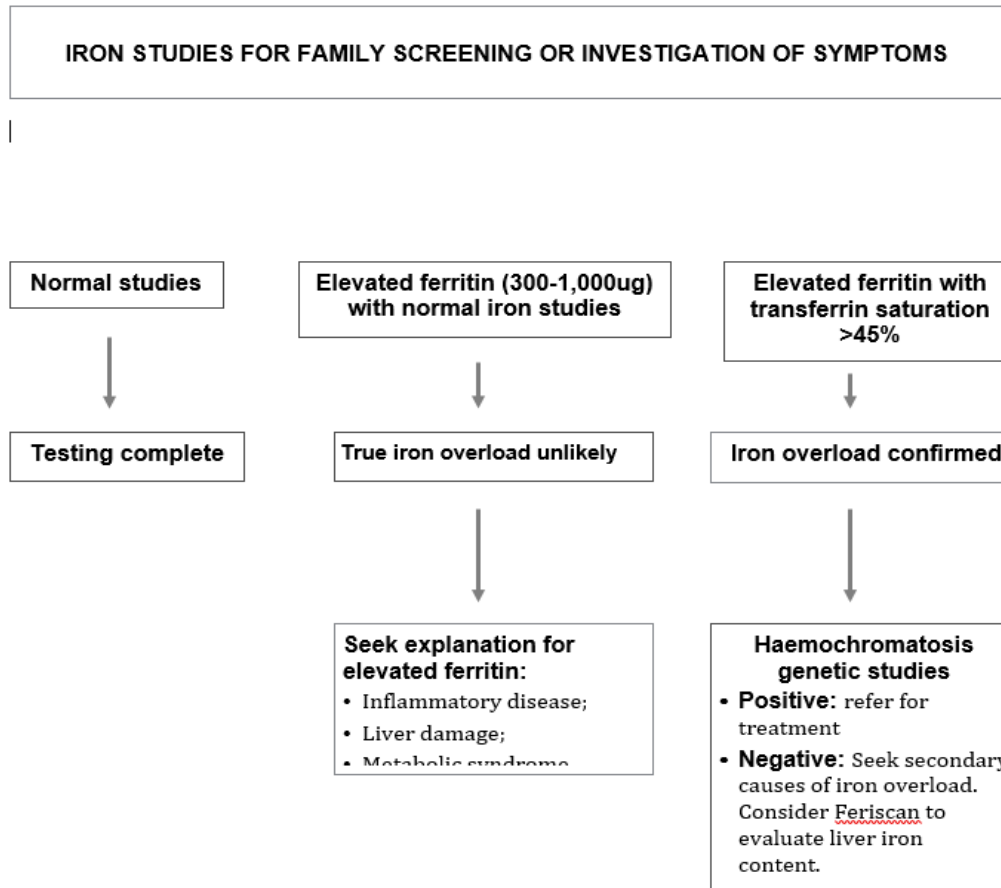 IRON STUDIES FOR FAMILY SCREENING OR INVESTIGATION OF SYMPTOMS
Normal studies
Testing complete
Elevated ferritin (300-1,000ug)
with normal iron studies
True iron overload unlikely
Seek explanation for
elevated ferritin:
• Inflammatory disease;
• Liver damage;
• Metabolic syndrome
Elevated ferritin with
transferrin saturation
>45%
Iron overload confirmed
Haemochromatosis
genetic studies
• Positive: refer for
treatment
• Negative: Seek secondary
causes of iron overload.
Consider Feriscan to
evaluate liver iron
content.